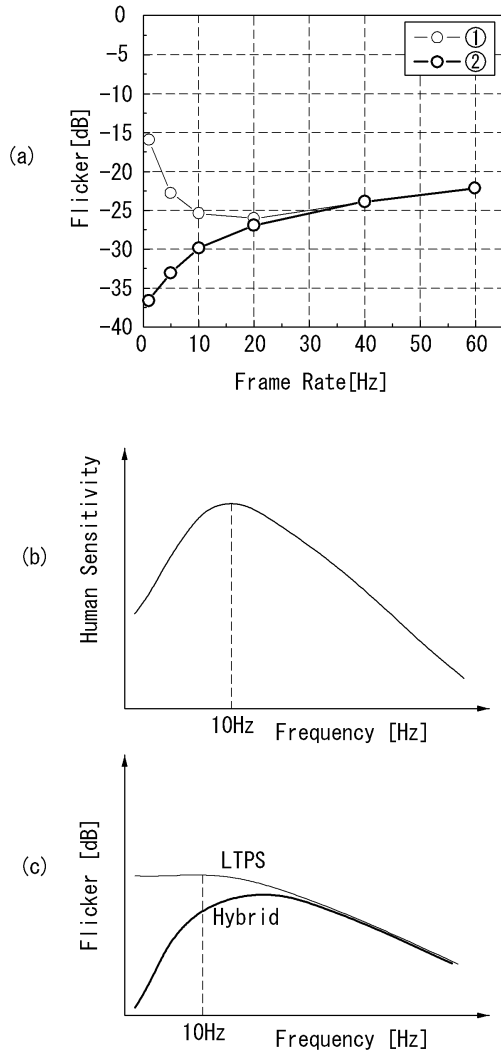 (a)
Flicker[dB]
0
-5
-10
-15
-20
-25
-30
-35
-40
①
②
0 10 20 30 40 50 60
Frame Rate[Hz]
(b)
Human Sensitivity
10Hz Frequency [Hz]
(c)
Flicker [dB]
LTPS
Hybrid
10Hz Frequency [Hz]